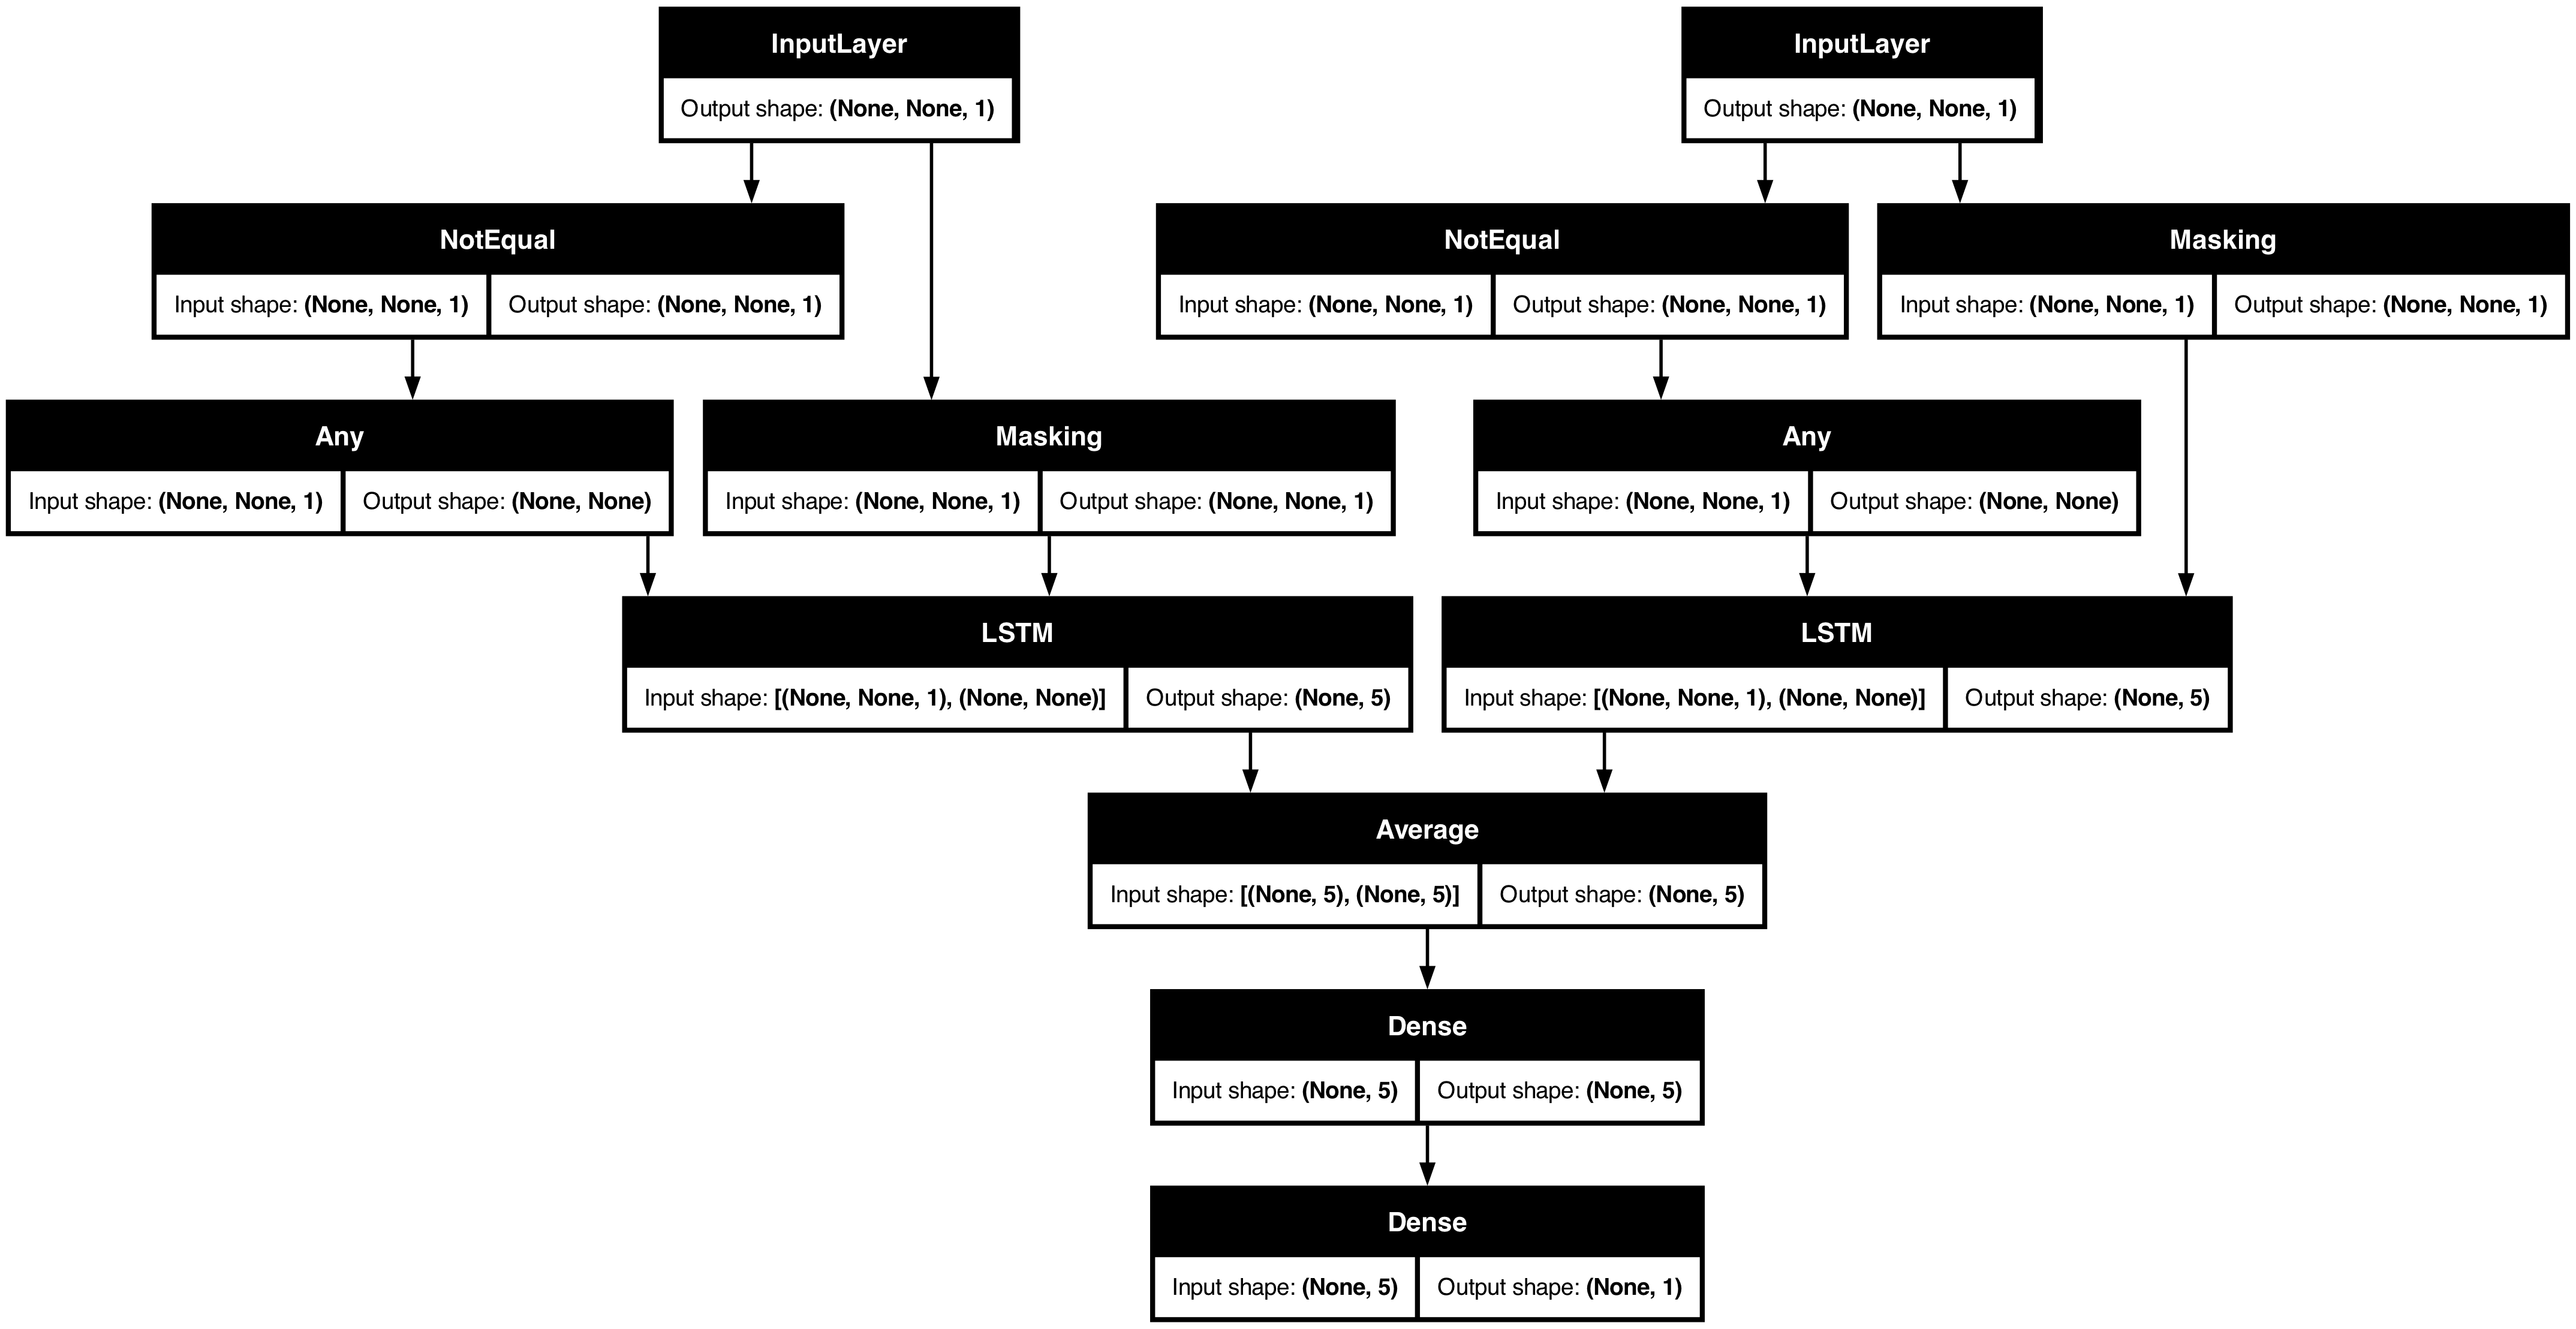 InputLayer
Output shape: (None, None, 1)
InputLayer
Output shape: (None, None, 1)
NotEqual
Input shape: (None, None, 1) Output shape: (None, None, 1)
NotEqual
Input shape: (None, None, 1) Output shape: (None, None, 1)
Masking
Input shape: (None, None, 1) Output shape: (None, None, 1)
Any
Input shape: (None, None, 1) Output shape: (None, None)
Masking
Input shape: (None, None, 1) Output shape: (None, None, 1)
Any
Input shape: (None, None, 1) Output shape: (None, None)
LSTM
Input shape: [(None, None, 1), (None, None)] Output shape: (None, 5)
LSTM
Input shape: [(None, None, 1), (None, None)] Output shape: (None, 5)
Average
Input shape: [(None, 5), (None, 5)] Output shape: (None, 5)
Dense
Input shape: (None, 5) Output shape: (None, 5)
Dense
Input shape: (None, 5) Output shape: (None, 1)